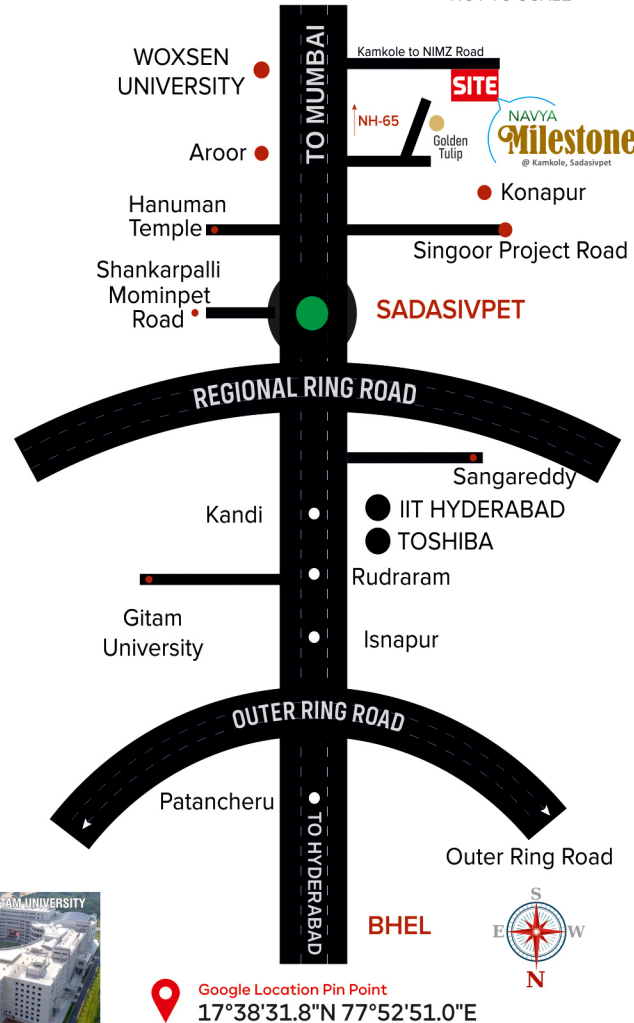 WOXSEN
UNIVERSITY
TO MUMBAI
Kamkole to NIMZ Road
SITE
NH-65
Golden
Tulip
NAVYA
Milestone
@ Kamkole, Sadasivpet
Aroor
Konapur
Hanuman
Temple
Singoor Project Road
Shankarpalli
Mominpet
Road
SADASIVPET
REGIONAL RING ROAD
Sangareddy
Kandi
IIT HYDERABAD
TOSHIBA
Rudraram
Gitam
University
Isnapur
OUTER RING ROAD
Patancheru
TO HYDERABAD
Outer Ring Road
TAM UNIVERSITY
BHEL
S
E
W
N
Google Location Pin Point
17°38'31.8"N 77°52'51.0"E